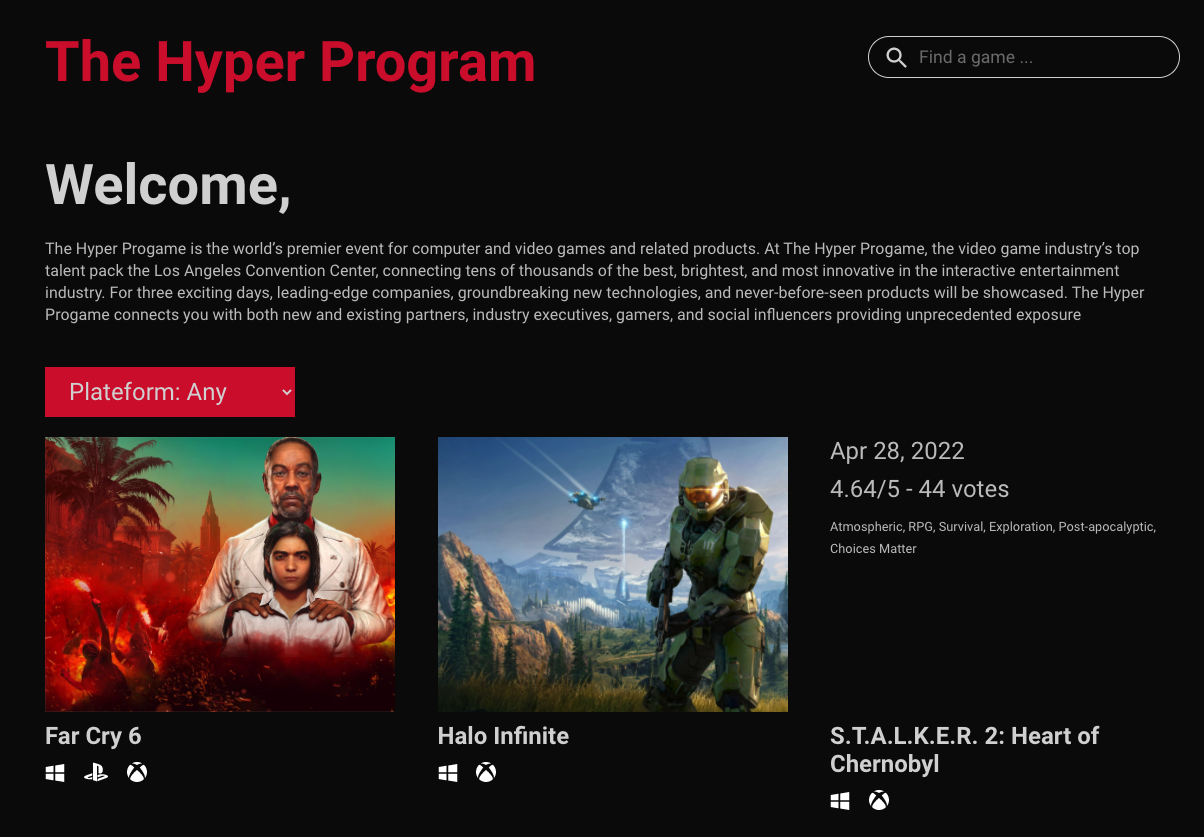 The Hyper Program
Find a game ...
Welcome,
The Hyper Progame is the world’s premier event for computer and video games and related products. At The Hyper Progame, the video game industry’s top
talent pack the Los Angeles Convention Center, connecting tens of thousands of the best, brightest, and most innovative in the interactive entertainment
industry. For three exciting days, leading-edge companies, groundbreaking new technologies, and never-before-seen products will be showcased. The Hyper
Progame connects you with both new and existing partners, industry executives, gamers, and social influencers providing unprecedented exposure
Plateform: Any
Apr 28, 2022
4.64/5 - 44 votes
Atmospheric, RPG, Survival, Exploration, Post-apocalyptic,
Choices Matter
Far Cry 6
Halo Infinite
S.T.A.L.K.E.R. 2: Heart of
Chernobyl